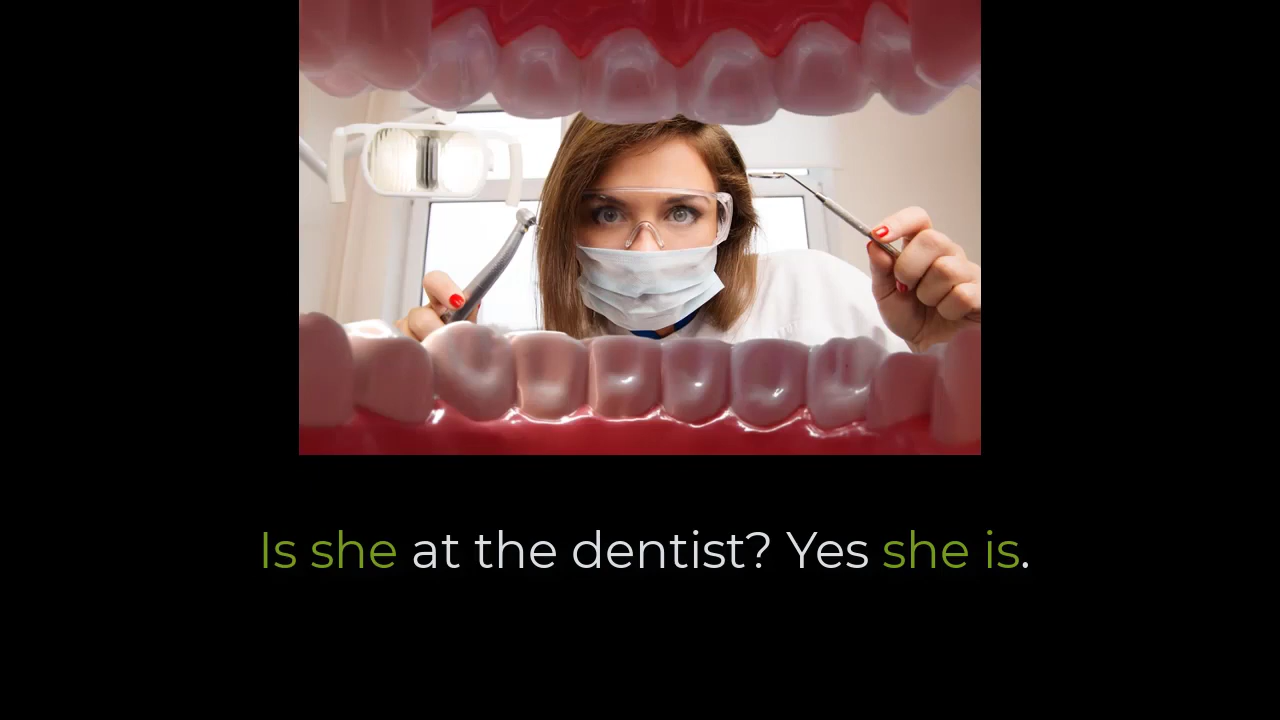 Is she at the dentist? Yes she is.